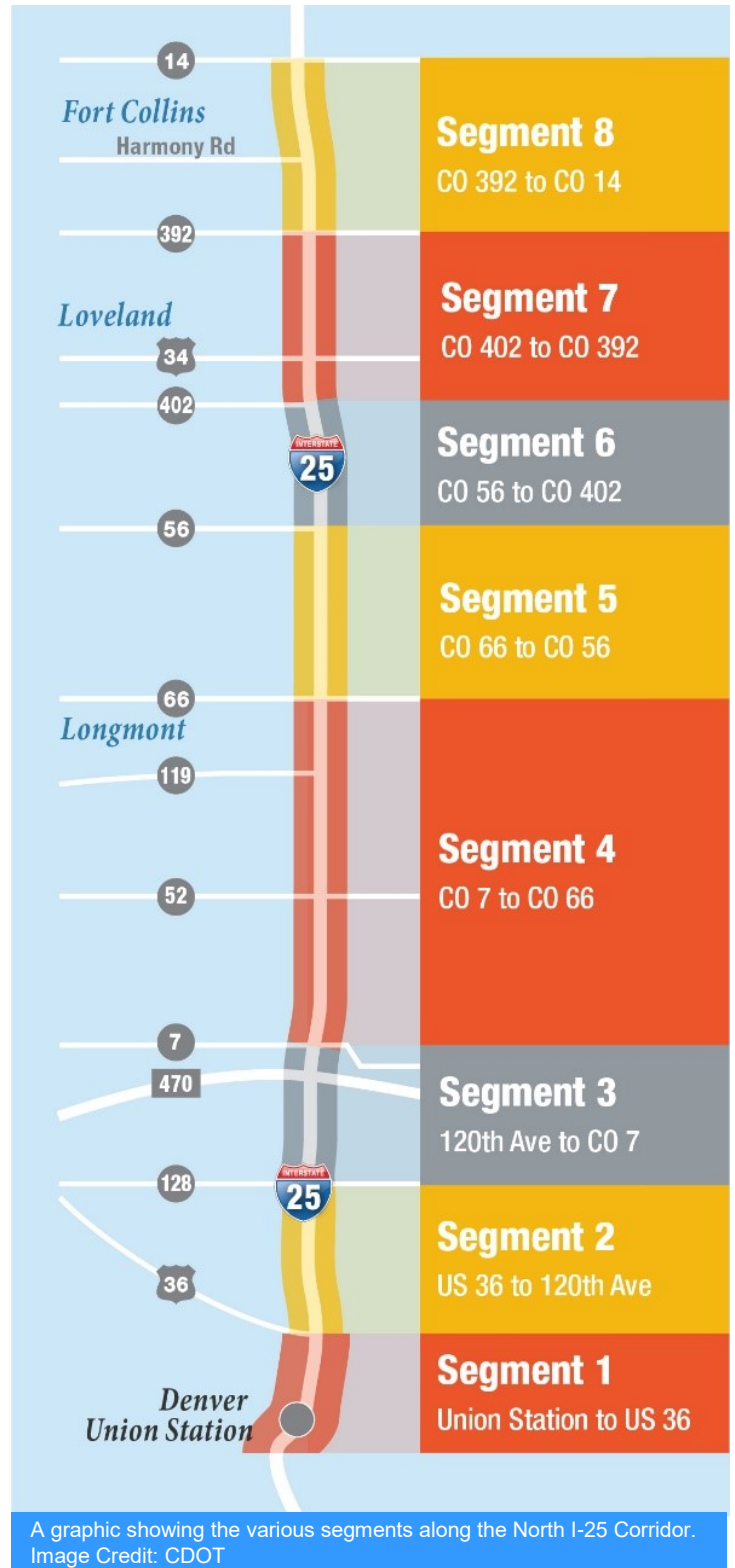 14
Fort Collins
Harmony Rd
Segment 8
CO 392 to CO 14
392
Segment 7
CO 402 to CO 392
Loveland
34
402
Segment 6
CO 56 to CO 402
INTERSTATE
25
56
Segment 5
CO 66 to CO 56
66
Longmont
119
Segment 4
CO 7 to CO 66
52
7
470
Segment 3
120th Ave to CO 7
128
INTERSTATE
25
Segment 2
US 36 to 120th Ave
36
Segment 1
Union Station to US 36
Denver
Union Station
A graphic showing the various segments along the North I-25 Corridor.
Image Credit: CDOT